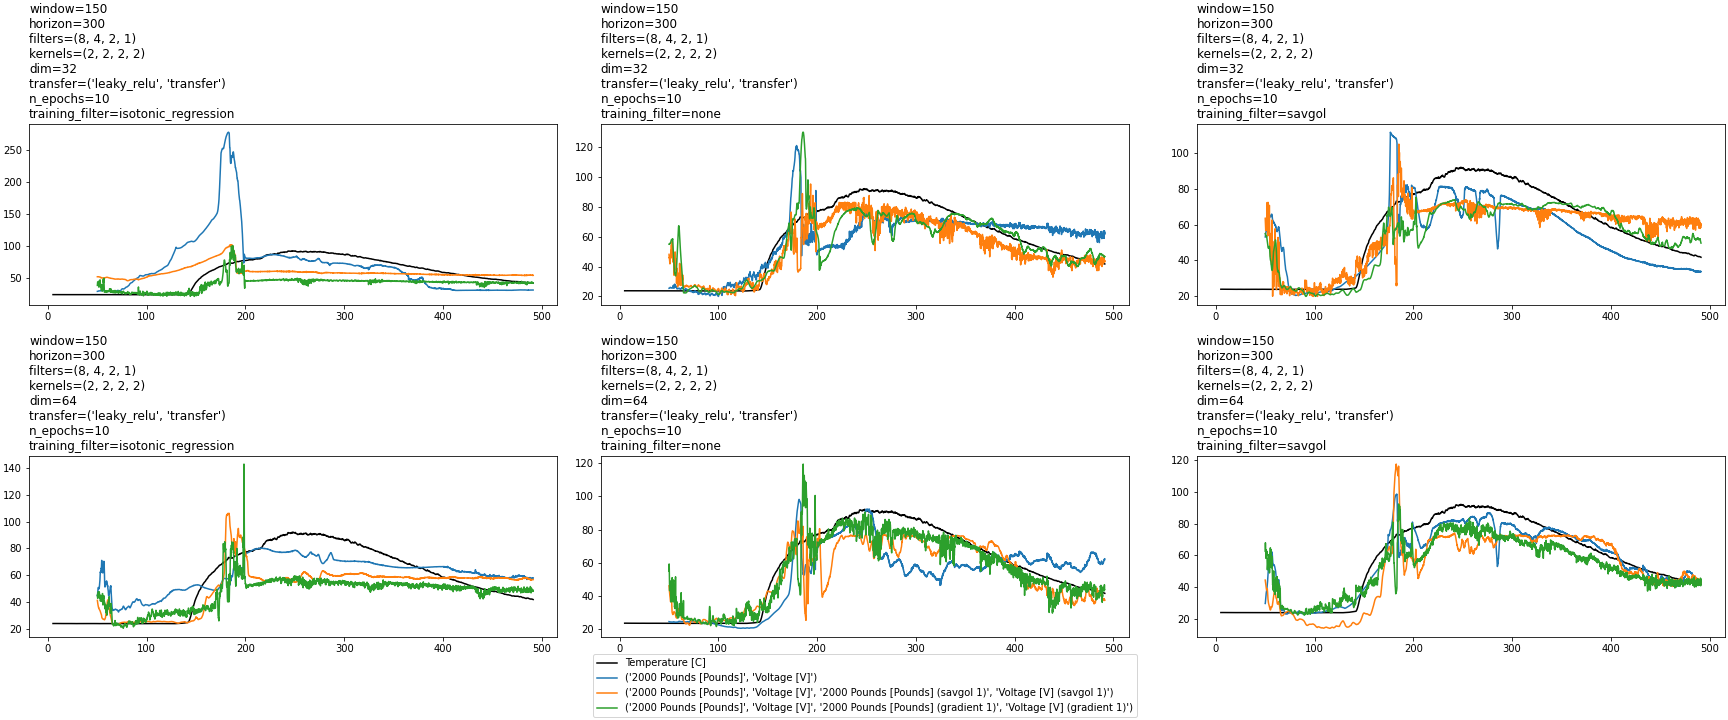 window=150
horizon=300
filters=(8, 4, 2, 1)
kernels=(2, 2, 2, 2)
dim=32
transfer=('leaky_relu', 'transfer')
n_epochs=10
training_filter=isotonic_regression
250
200
150
100
50
0
100
200
300
400
500
window=150
horizon=300
filters=(8, 4, 2, 1)
kernels=(2, 2, 2, 2)
dim=32
transfer=('leaky_relu', 'transfer')
n_epochs=10
training_filter=none
120
100
80
60
40
20
0
100
200
300
400
500
window=150
horizon=300
filters=(8, 4, 2, 1)
kernels=(2, 2, 2, 2)
dim=32
transfer=('leaky_relu', 'transfer')
n_epochs=10
training_filter=savgol
100
80
60
40
20
0
100
200
300
400
500
window=150
horizon=300
filters=(8, 4, 2, 1)
kernels=(2, 2, 2, 2)
dim=64
transfer=('leaky_relu', 'transfer')
n_epochs=10
training_filter=isotonic_regression
140
120
100
80
60
40
20
0
100
200
300
400
500
window=150
horizon=300
filters=(8, 4, 2, 1)
kernels=(2, 2, 2, 2)
dim=64
transfer=('leaky_relu', 'transfer')
n_epochs=10
training_filter=none
120
100
80
60
40
20
0
100
200
300
400
500
window=150
horizon=300
filters=(8, 4, 2, 1)
kernels=(2, 2, 2, 2)
dim=64
transfer=('leaky_relu', 'transfer')
n_epochs=10
training_filter=savgol
120
100
80
60
40
20
0
100
200
300
400
500
Temperature [C]
('2000 Pounds [Pounds]', 'Voltage [V]')
('2000 Pounds [Pounds]', 'Voltage [V]', '2000 Pounds [Pounds] (savgol 1)', 'Voltage [V] (savgol 1)')
('2000 Pounds [Pounds]', 'Voltage [V]', '2000 Pounds [Pounds] (gradient 1)', 'Voltage [V] (gradient 1)')